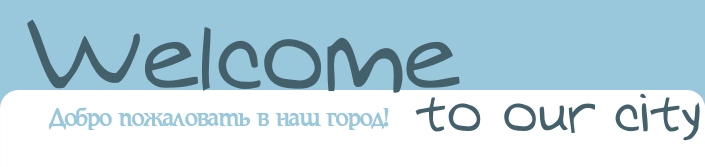 Welcome
to our city
Добро пожаловать в наш город!